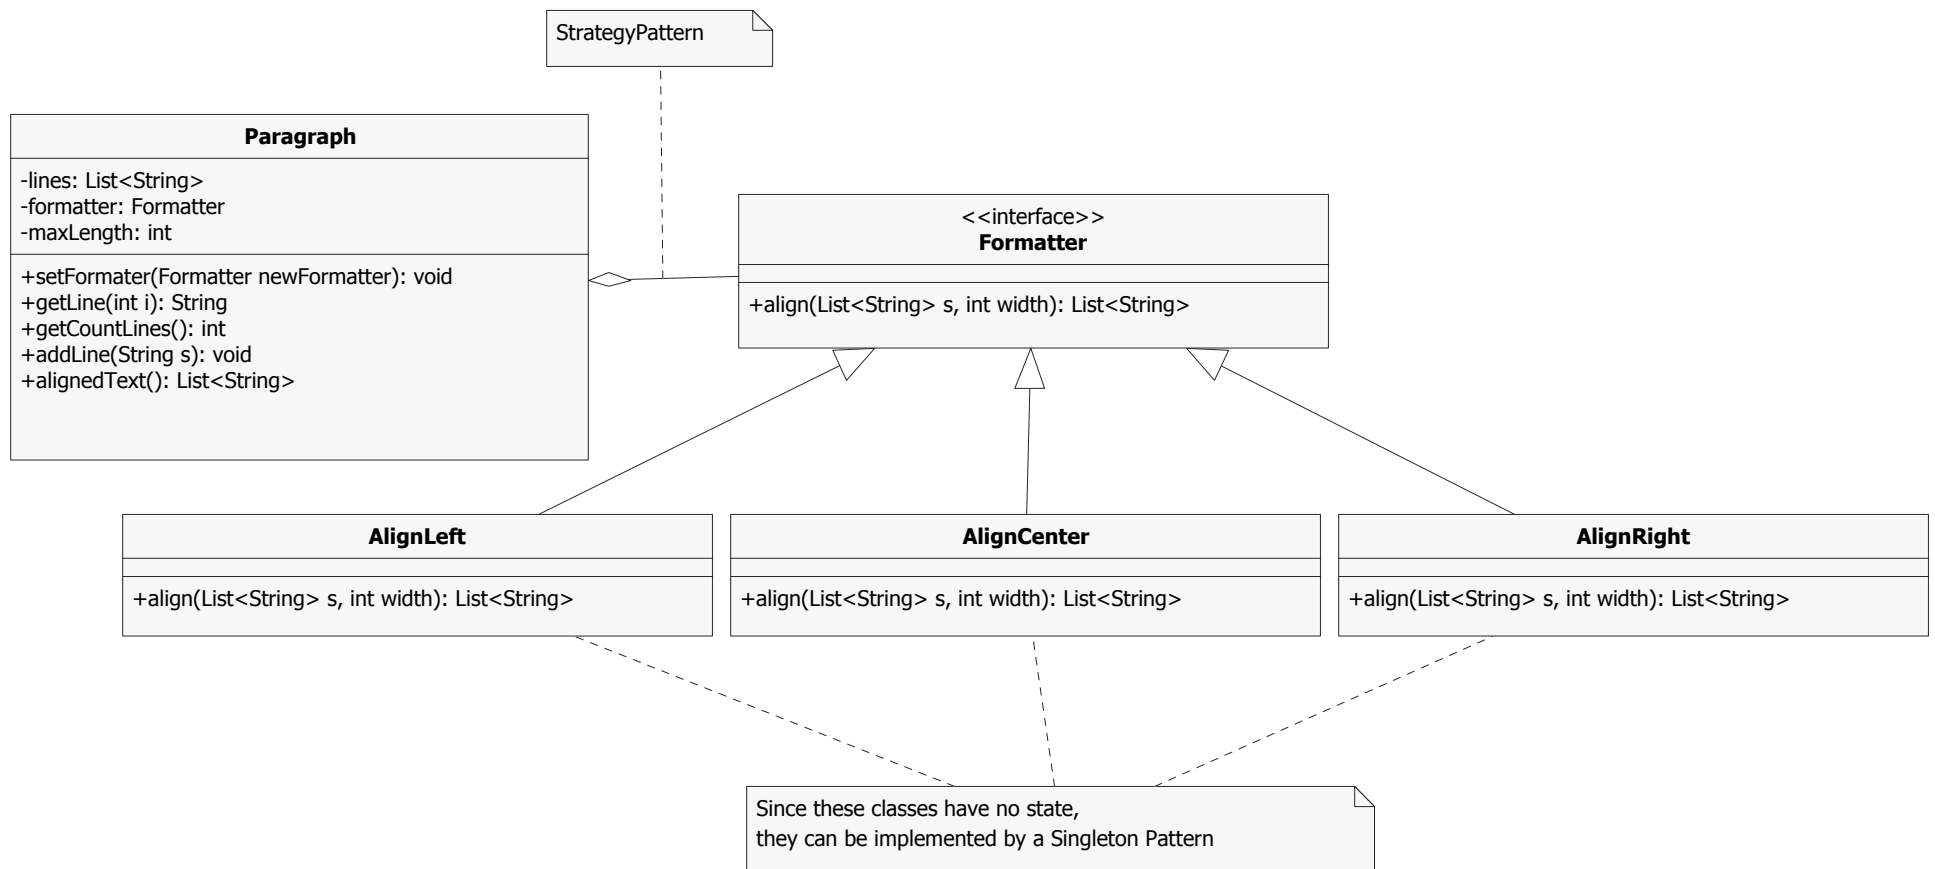 StrategyPattern
Paragraph
-lines: List<String>
-formatter: Formatter
-maxLength: int
+setFormater(Formatter newFormatter): void
+getLine(int i): String
+getCountLines(): int
+addLine(String s): void
+alignedText(): List<String>
<<interface>>
Formatter
+align(List<String> s, int width): List<String>
AlignLeft
+align(List<String> s, int width): List<String>
AlignCenter
+align(List<String> s, int width): List<String>
AlignRight
+align(List<String> s, int width): List<String>
Since these classes have no state,
they can be implemented by a Singleton Pattern